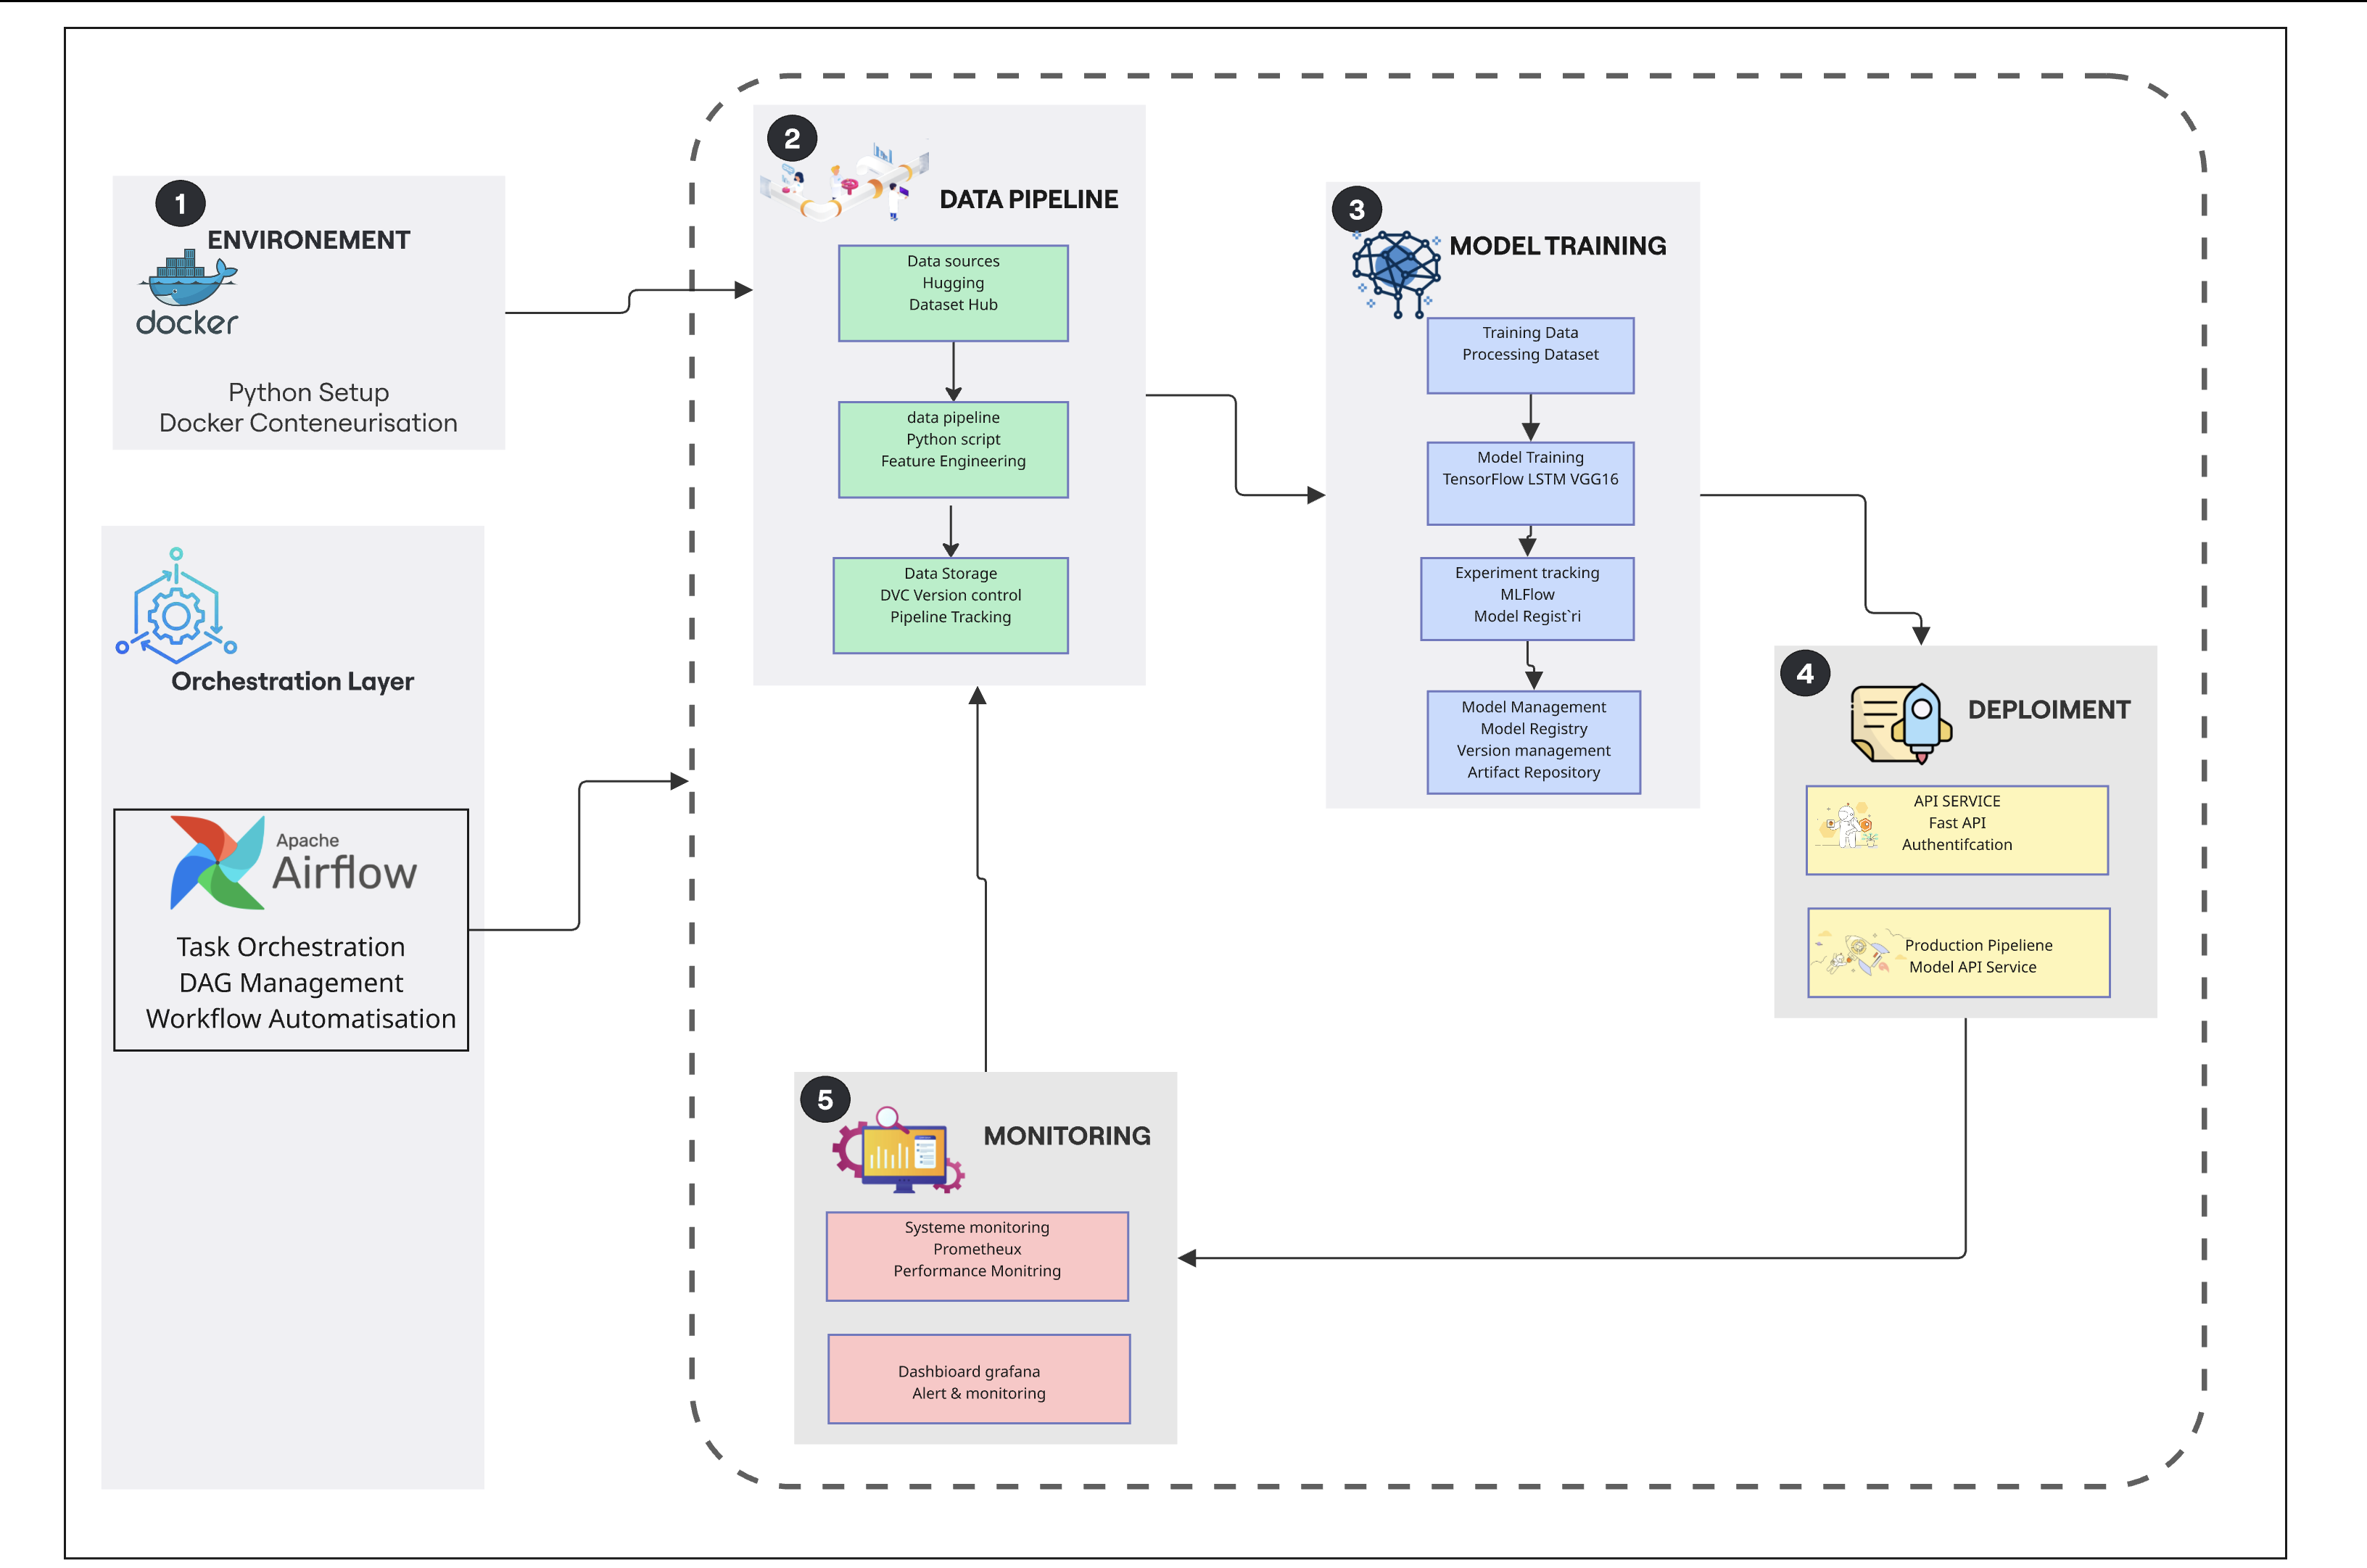 1
ENVIRONEMENT
docker
Python Setup
Docker Conteneurisation
Orchestration Layer
Apache
Airflow
Task Orchestration
DAG Management
Workflow Automatisation
2
DATA PIPELINE
Data sources
Hugging
Dataset Hub
data pipeline
Python script
Feature Engineering
Data Storage
DVC Version control
Pipeline Tracking
3
MODEL TRAINING
Training Data
Processing Dataset
Model Training
TensorFlow LSTM VGG16
Experiment tracking
MLFlow
Model Regist`ri
Model Management
Model Registry
Version management
Artifact Repository
4
DEPLOIMENT
API SERVICE
Fast API
Authentifcation
Production Pipeliene
Model API Service
5
MONITORING
Systeme monitoring
Prometheux
Performance Monitring
Dashbioard grafana
Alert & monitoring